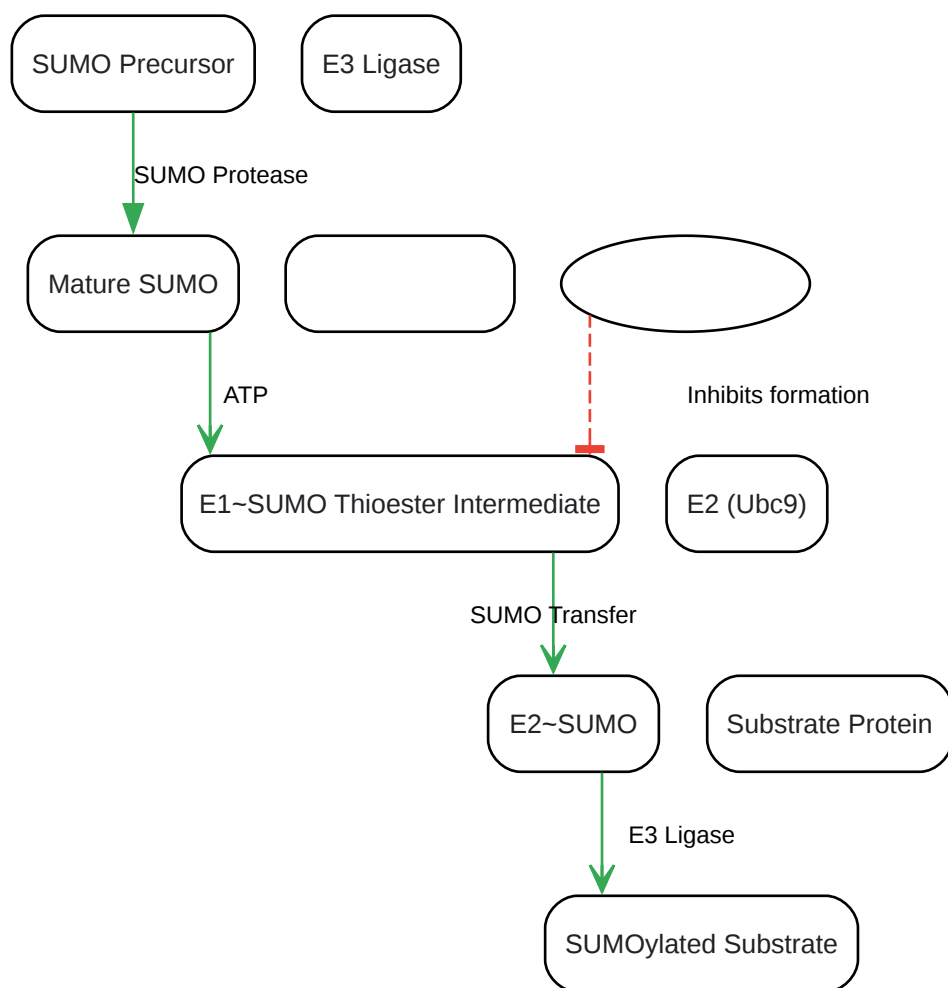 SUMO Precursor
E3 Ligase
SUMO Protease
Mature SUMO
ATP
Inhibits formation
E1~SUMO Thioester Intermediate
E2 (Ubc9)
SUMO Transfer
E2~SUMO
Substrate Protein
E3 Ligase
SUMOylated Substrate